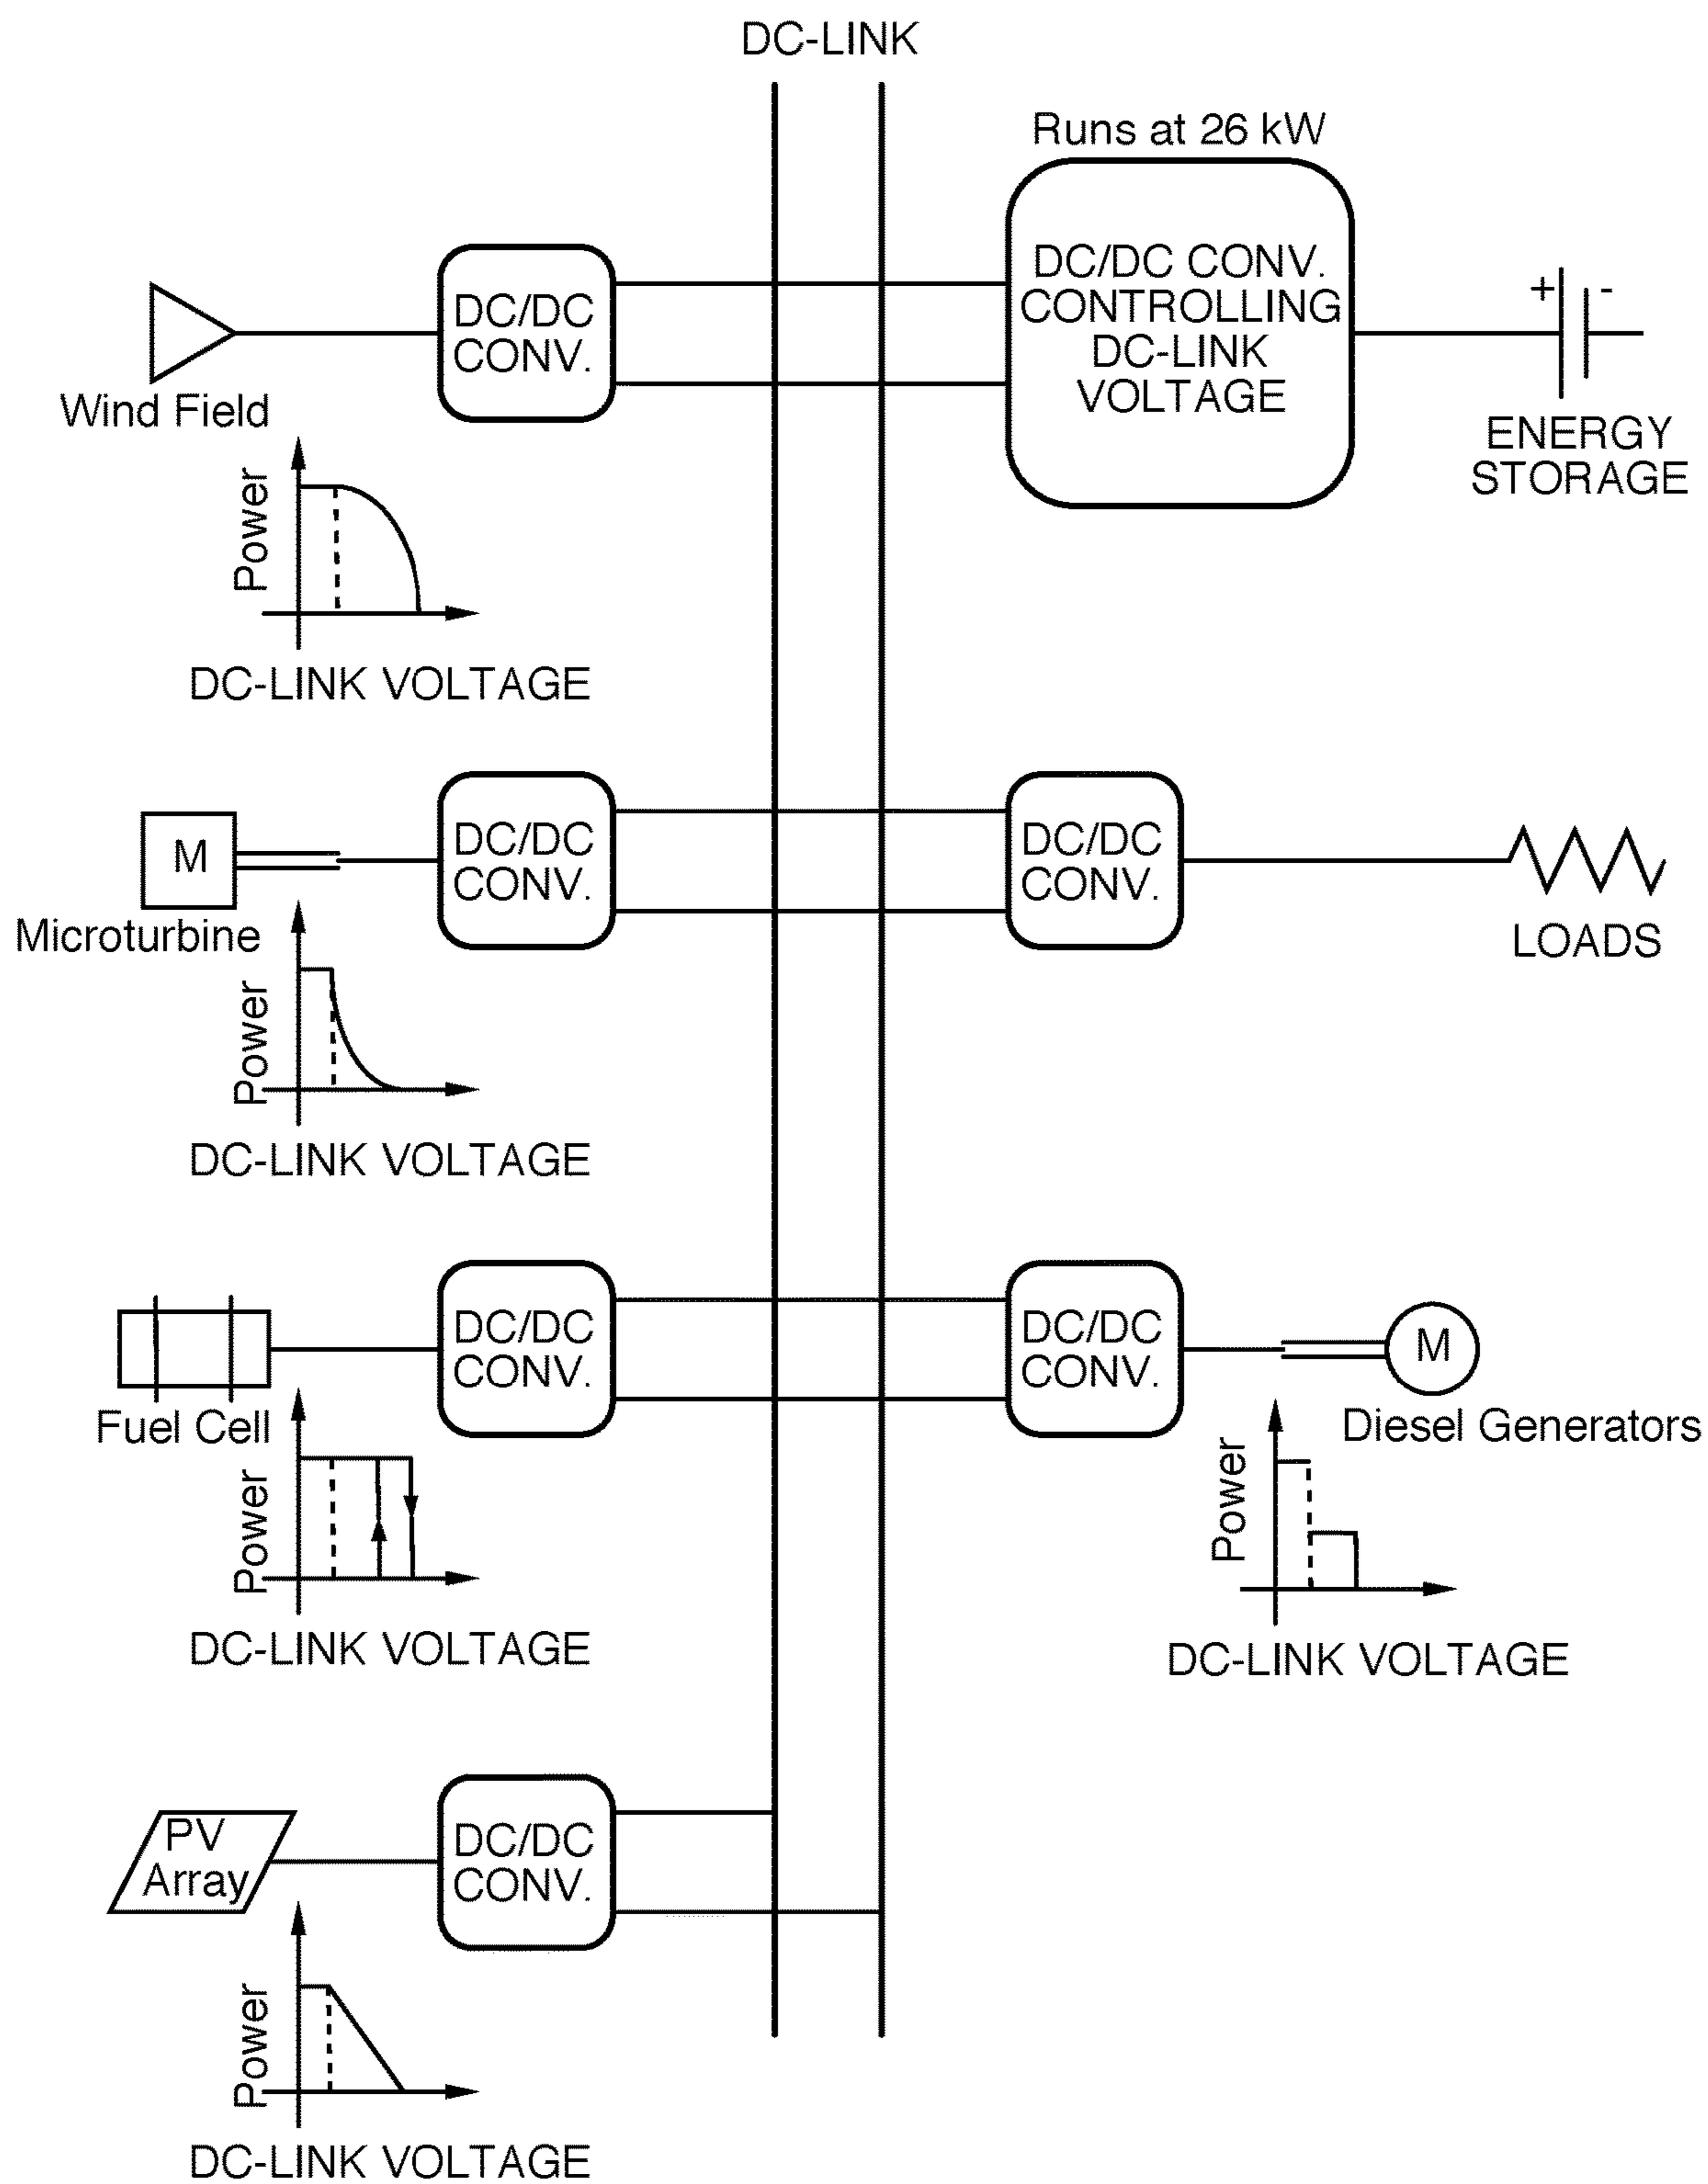 DC-LINK
Runs at 26 kW
DC/DC CONV.
CONTROLLING
DC-LINK
VOLTAGE
+ -
ENERGY
STORAGE
DC/DC
CONV.
Wind Field
Power
DC-LINK VOLTAGE
M
Microturbine
DC/DC
CONV.
DC/DC
CONV.
LOADS
Power
DC-LINK VOLTAGE
Fuel Cell
DC/DC
CONV.
DC/DC
CONV.
M
Diesel Generators
Power
DC-LINK VOLTAGE
Power
DC-LINK VOLTAGE
PV
Array
DC/DC
CONV.
Power
DC-LINK VOLTAGE